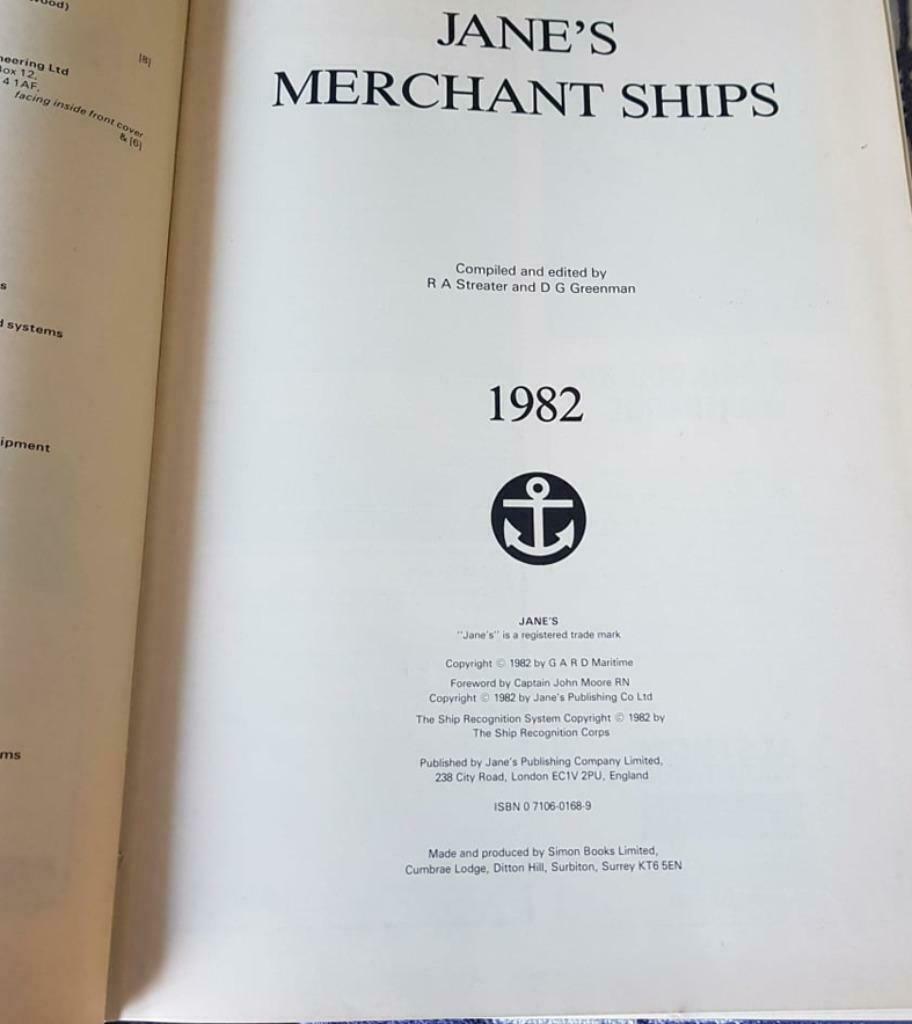 neering Ltd
[8]
ox 12,
4 1AF,
facing inside front cover
& [6]
s
systems
ipment
ms
JANE'S
MERCHANT SHIPS
Compiled and edited by
R A Streater and D G Greenman
1982
JANE'S
"Jane's" is a registered trade mark
Copyright © 1982 by G A R D Maritime
Foreword by Captain John Moore RN
Copyright © 1982 by Jane's Publishing Co Ltd
The Ship Recognition System Copyright © 1982 by
The Ship Recognition Corps
Published by Jane's Publishing Company Limited,
238 City Road, London EC1V 2PU, England
ISBN 0 7106-0168-9
Made and produced by Simon Books Limited,
Cumbrae Lodge, Ditton Hill, Surbiton, Surrey KT6 5EN